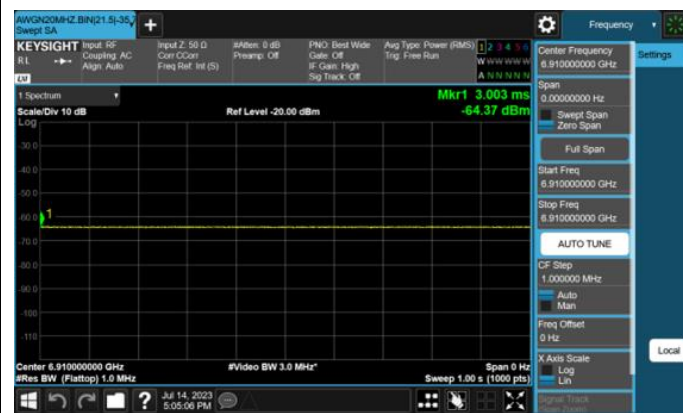 AWGN20MHZ.BIN|21.5|-35,7
Swept SA
Frequency
KEYSIGHT
RL
Input: RF
Coupling: AC
Align: Auto
Input Z: 50 Ω
Corr CCorr
Freq Ref: Int (S)
#Atten: 0 dB
Preamp: Off
PNO: Best Wide
Gate: Off
IF Gain: High
Sig Track: Off
Avg Type: Power (RMS)
Trig: Free Run
1 2 3 4 5 6
W W W W W W
A N N N N N
LXI
1 Spectrum
Scale/Div 10 dB
Log
Ref Level -20.00 dBm
Mkr1 3.003 ms
-64.37 dBm
-30.0
-40.0
-50.0
-60.0
-70.0
-80.0
-90.0
-100
-110
1
Center 6.910000000 GHz
#Res BW (Flattop) 1.0 MHz
#Video BW 3.0 MHz*
Span 0 Hz
Sweep 1.00 s (1000 pts)
Jul 14, 2023
5:05:06 PM
Center Frequency
6.910000000 GHz
Settings
Span
0.00000000 Hz
Swept Span
Zero Span
Full Span
Start Freq
6.910000000 GHz
Stop Freq
6.910000000 GHz
AUTO TUNE
CF Step
1.000000 MHz
Auto
Man
Freq Offset
0 Hz
X Axis Scale
Log
Lin
Local
Signal Track
(Span Zoom)